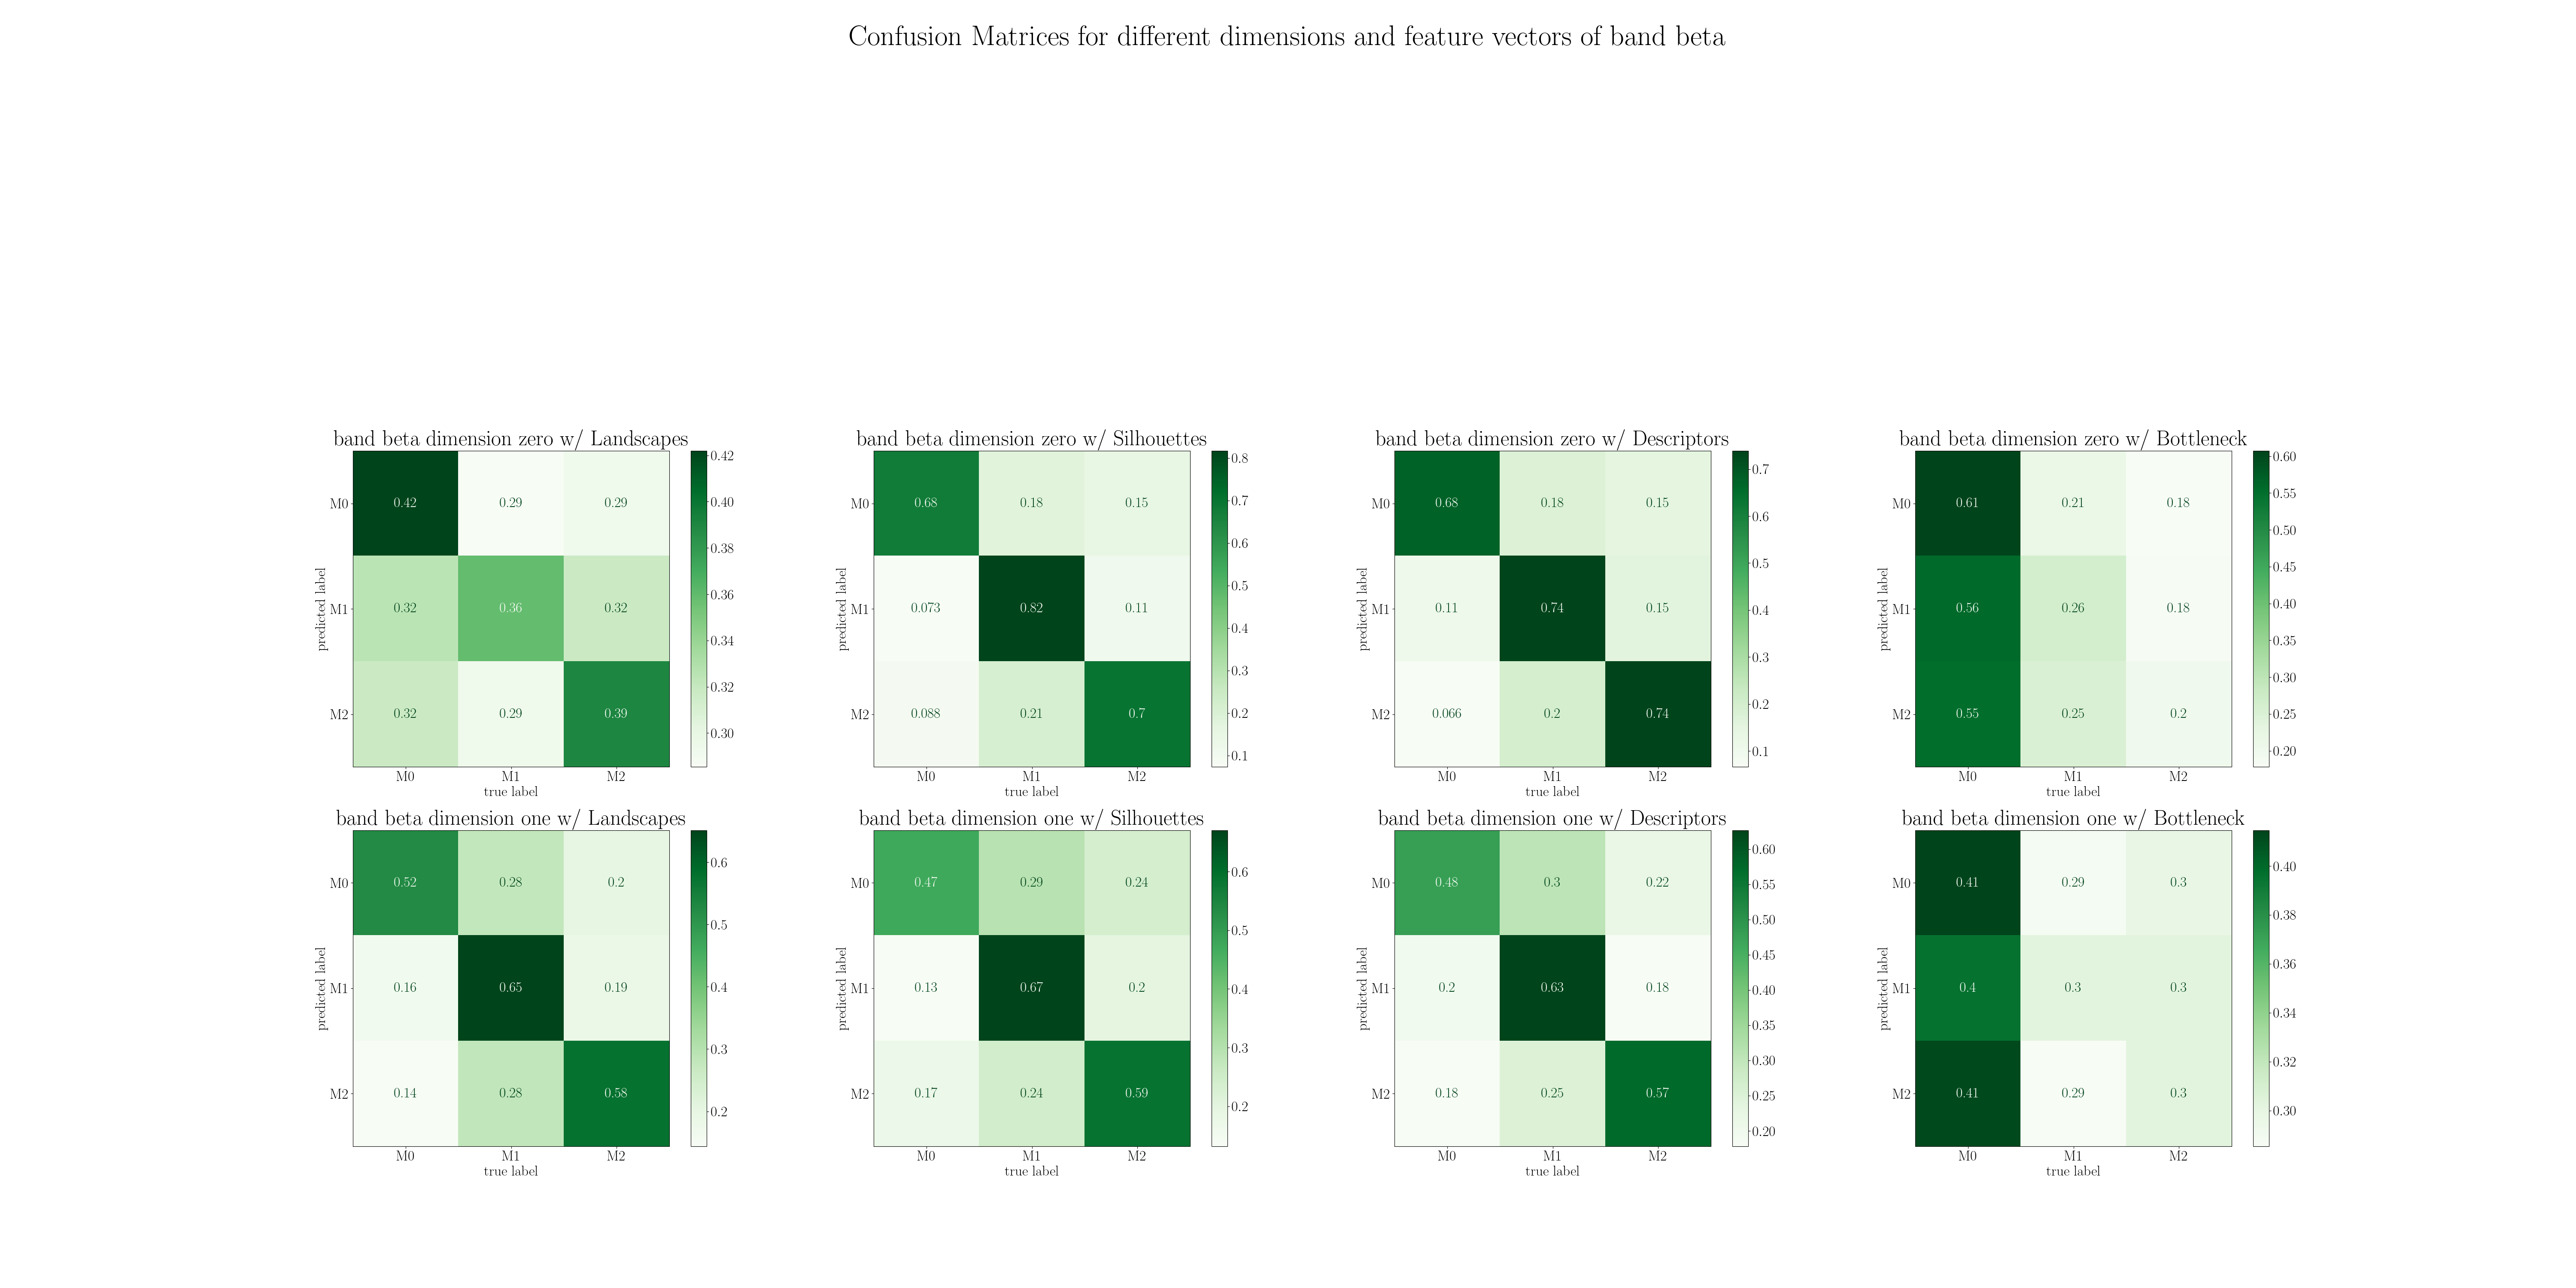 Confusion Matrices for different dimensions and feature vectors of band beta
band beta dimension zero w/ Landscapes
predicted label
M0 0.42 0.29 0.29
M1 0.32 0.36 0.32
M2 0.32 0.29 0.39
M0 M1 M2
true label
0.42
0.40
0.38
0.36
0.34
0.32
0.30
band beta dimension zero w/ Silhouettes
predicted label
M0 0.68 0.18 0.15
M1 0.073 0.82 0.11
M2 0.088 0.21 0.7
M0 M1 M2
true label
0.8
0.7
0.6
0.5
0.4
0.3
0.2
0.1
band beta dimension zero w/ Descriptors
predicted label
M0 0.68 0.18 0.15
M1 0.11 0.74 0.15
M2 0.066 0.2 0.74
M0 M1 M2
true label
0.7
0.6
0.5
0.4
0.3
0.2
0.1
band beta dimension zero w/ Bottleneck
predicted label
M0 0.61 0.21 0.18
M1 0.56 0.26 0.18
M2 0.55 0.25 0.2
M0 M1 M2
true label
0.60
0.55
0.50
0.45
0.40
0.35
0.30
0.25
0.20
band beta dimension one w/ Landscapes
predicted label
M0 0.52 0.28 0.2
M1 0.16 0.65 0.19
M2 0.14 0.28 0.58
M0 M1 M2
true label
0.6
0.5
0.4
0.3
0.2
band beta dimension one w/ Silhouettes
predicted label
M0 0.47 0.29 0.24
M1 0.13 0.67 0.2
M2 0.17 0.24 0.59
M0 M1 M2
true label
0.6
0.5
0.4
0.3
0.2
band beta dimension one w/ Descriptors
predicted label
M0 0.48 0.3 0.22
M1 0.2 0.63 0.18
M2 0.18 0.25 0.57
M0 M1 M2
true label
0.60
0.55
0.50
0.45
0.40
0.35
0.30
0.25
0.20
band beta dimension one w/ Bottleneck
predicted label
M0 0.41 0.29 0.3
M1 0.4 0.3 0.3
M2 0.41 0.29 0.3
M0 M1 M2
true label
0.40
0.38
0.36
0.34
0.32
0.30